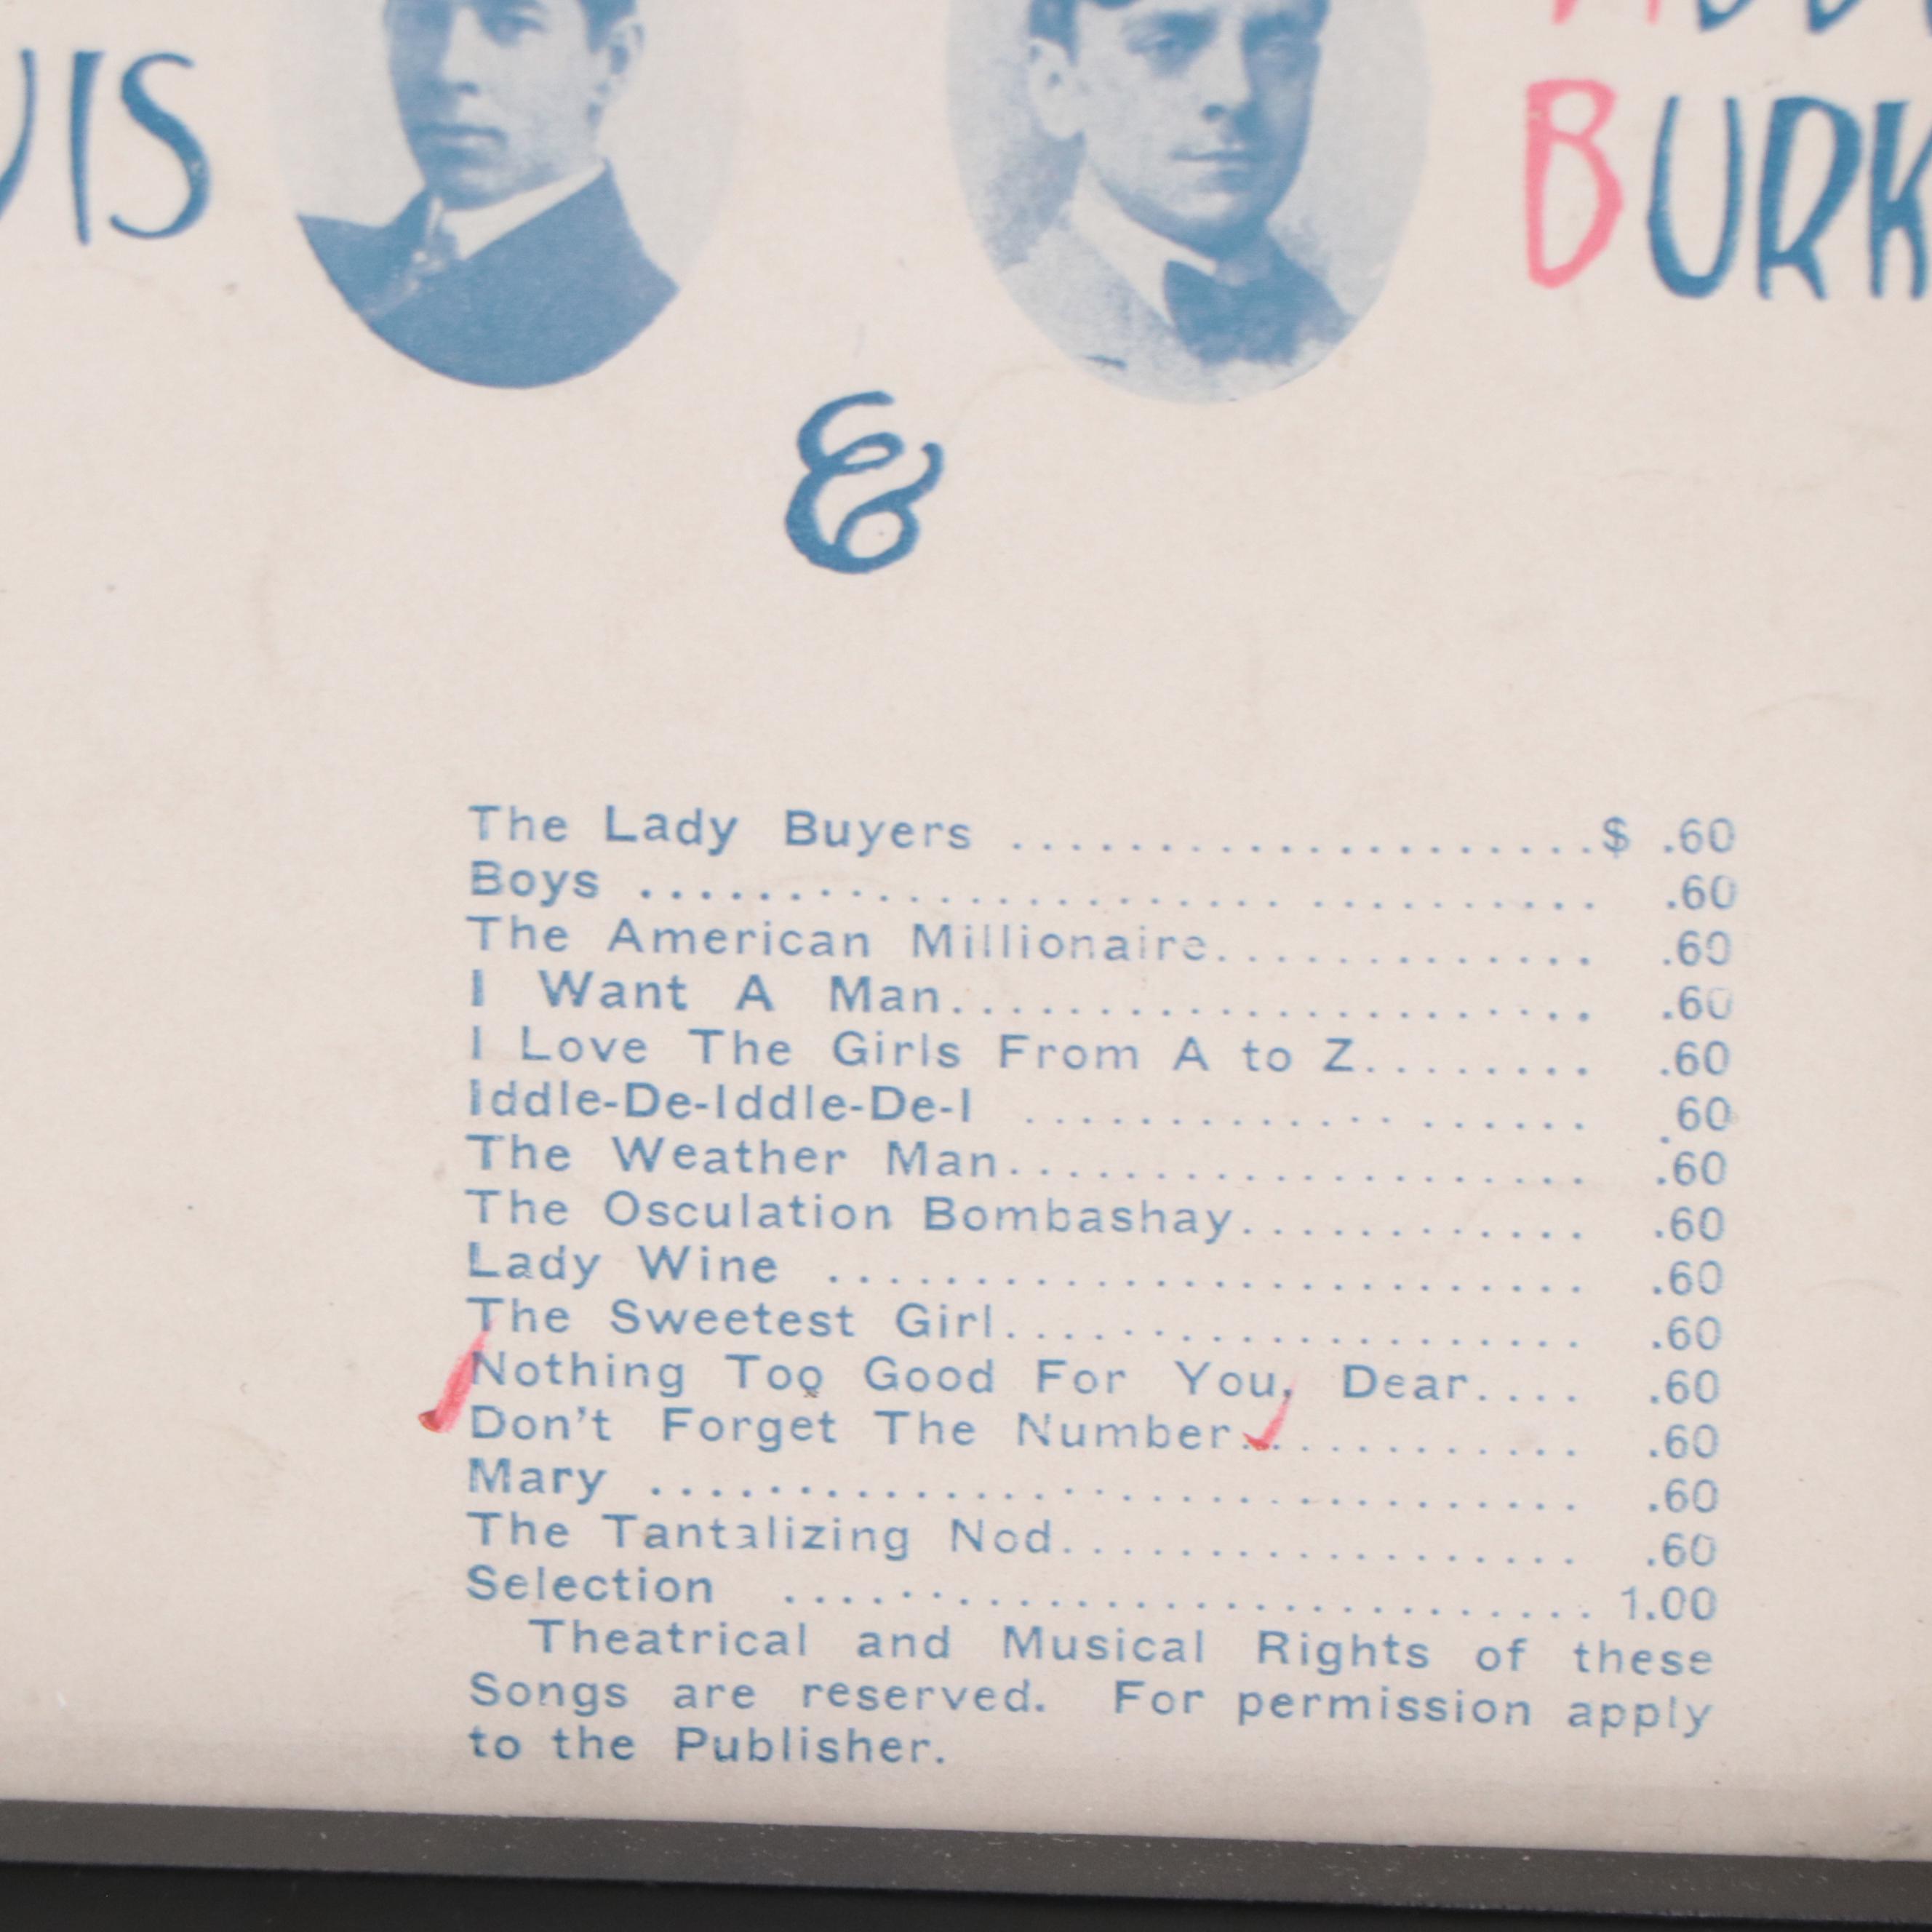 BURK
&
The Lady Buyers ....................$ .60
Boys ................................ .60
The American Millionaire............. .60
I Want A Man...................... .60
I Love The Girls From A to Z........ .60
Iddle-De-Iddle-De-I ................... .60
The Weather Man.................... .60
The Osculation Bombashay............ .60
Lady Wine .......................... .60
The Sweetest Girl.................... .60
Nothing Too Good For You, Dear.... .60
Don't Forget The Number............ .60
Mary ................................ .60
The Tantalizing Nod.................. .60
Selection ............................ 1.00
Theatrical and Musical Rights of these
Songs are reserved. For permission apply
to the Publisher.